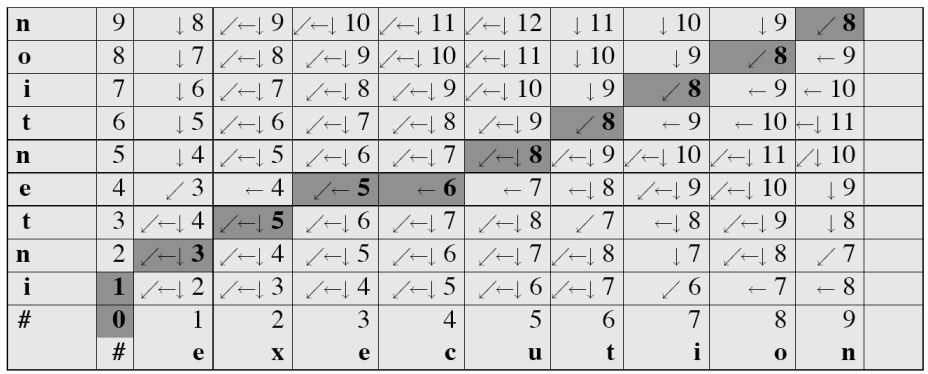 n 9 ↓ 8 ↙←↓ 9 ↙←↓ 10 ↙←↓ 11 ↙←↓ 12 ↓ 11 ↓ 10 ↓ 9 ↙ 8
o 8 ↓ 7 ↙←↓ 8 ↙←↓ 9 ↙←↓ 10 ↙←↓ 11 ↓ 10 ↓ 9 ↙ 8 ← 9
i 7 ↓ 6 ↙←↓ 7 ↙←↓ 8 ↙←↓ 9 ↙←↓ 10 ↓ 9 ↙ 8 ← 9 ← 10
t 6 ↓ 5 ↙←↓ 6 ↙←↓ 7 ↙←↓ 8 ↙←↓ 9 ↙ 8 ← 9 ← 10 ←↓ 11
n 5 ↓ 4 ↙←↓ 5 ↙←↓ 6 ↙←↓ 7 ↙←↓ 8 ↙←↓ 9 ↙←↓ 10 ↙←↓ 11 ↙↓ 10
e 4 ↙ 3 ← 4 ↙← 5 ← 6 ← 7 ←↓ 8 ↙←↓ 9 ↙←↓ 10 ↓ 9
t 3 ↙←↓ 4 ↙←↓ 5 ↙←↓ 6 ↙←↓ 7 ↙←↓ 8 ↙ 7 ←↓ 8 ↙←↓ 9 ↓ 8
n 2 ↙←↓ 3 ↙←↓ 4 ↙←↓ 5 ↙←↓ 6 ↙←↓ 7 ↙←↓ 8 ↓ 7 ↙←↓ 8 ↙ 7
i 1 ↙←↓ 2 ↙←↓ 3 ↙←↓ 4 ↙←↓ 5 ↙←↓ 6 ↙←↓ 7 ↙ 6 ← 7 ← 8
# 0 1 2 3 4 5 6 7 8 9
# e x e c u t i o n